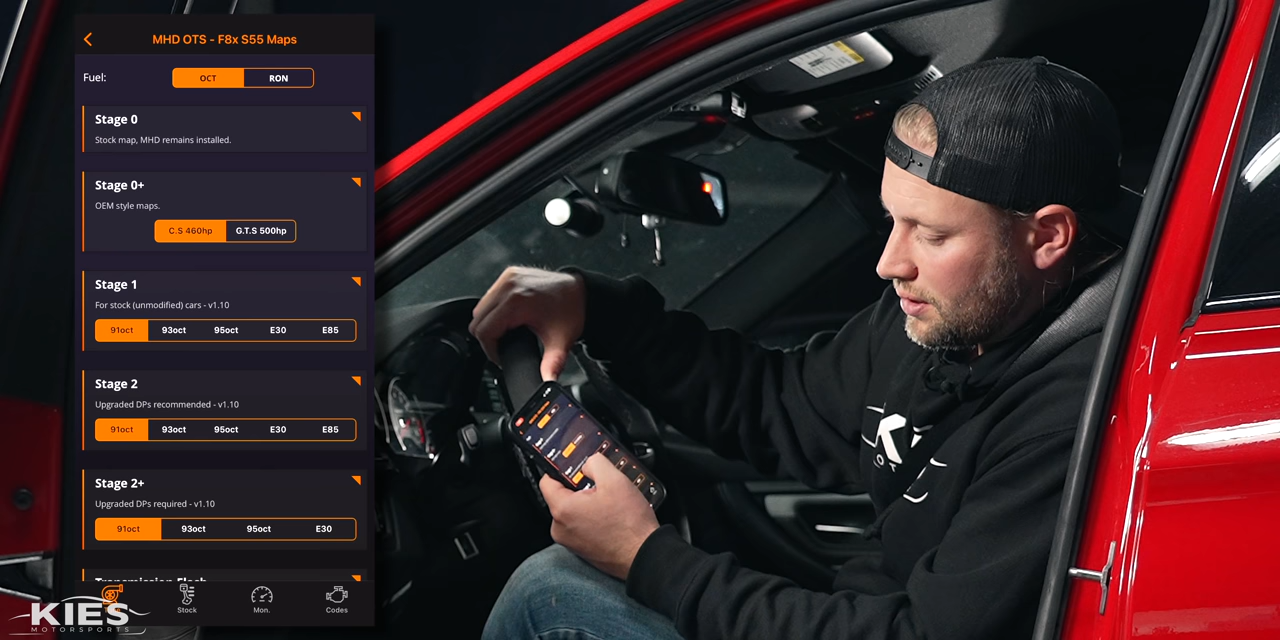 MHD OTS - F8x S55 Maps
Fuel: OCT RON
Stage 0
Stock map, MHD remains installed.
Stage 0+
OEM style maps.
C.S 460hp G.T.S 500hp
Stage 1
For stock (unmodified) cars - v1.10
91oct 93oct 95oct E30 E85
Stage 2
Upgraded DPs recommended - v1.10
91oct 93oct 95oct E30 E85
Stage 2+
Upgraded DPs required - v1.10
91oct 93oct 95oct E30
Transmission Flash
Stock Mon. Codes
KIES
MOTORSPORTS